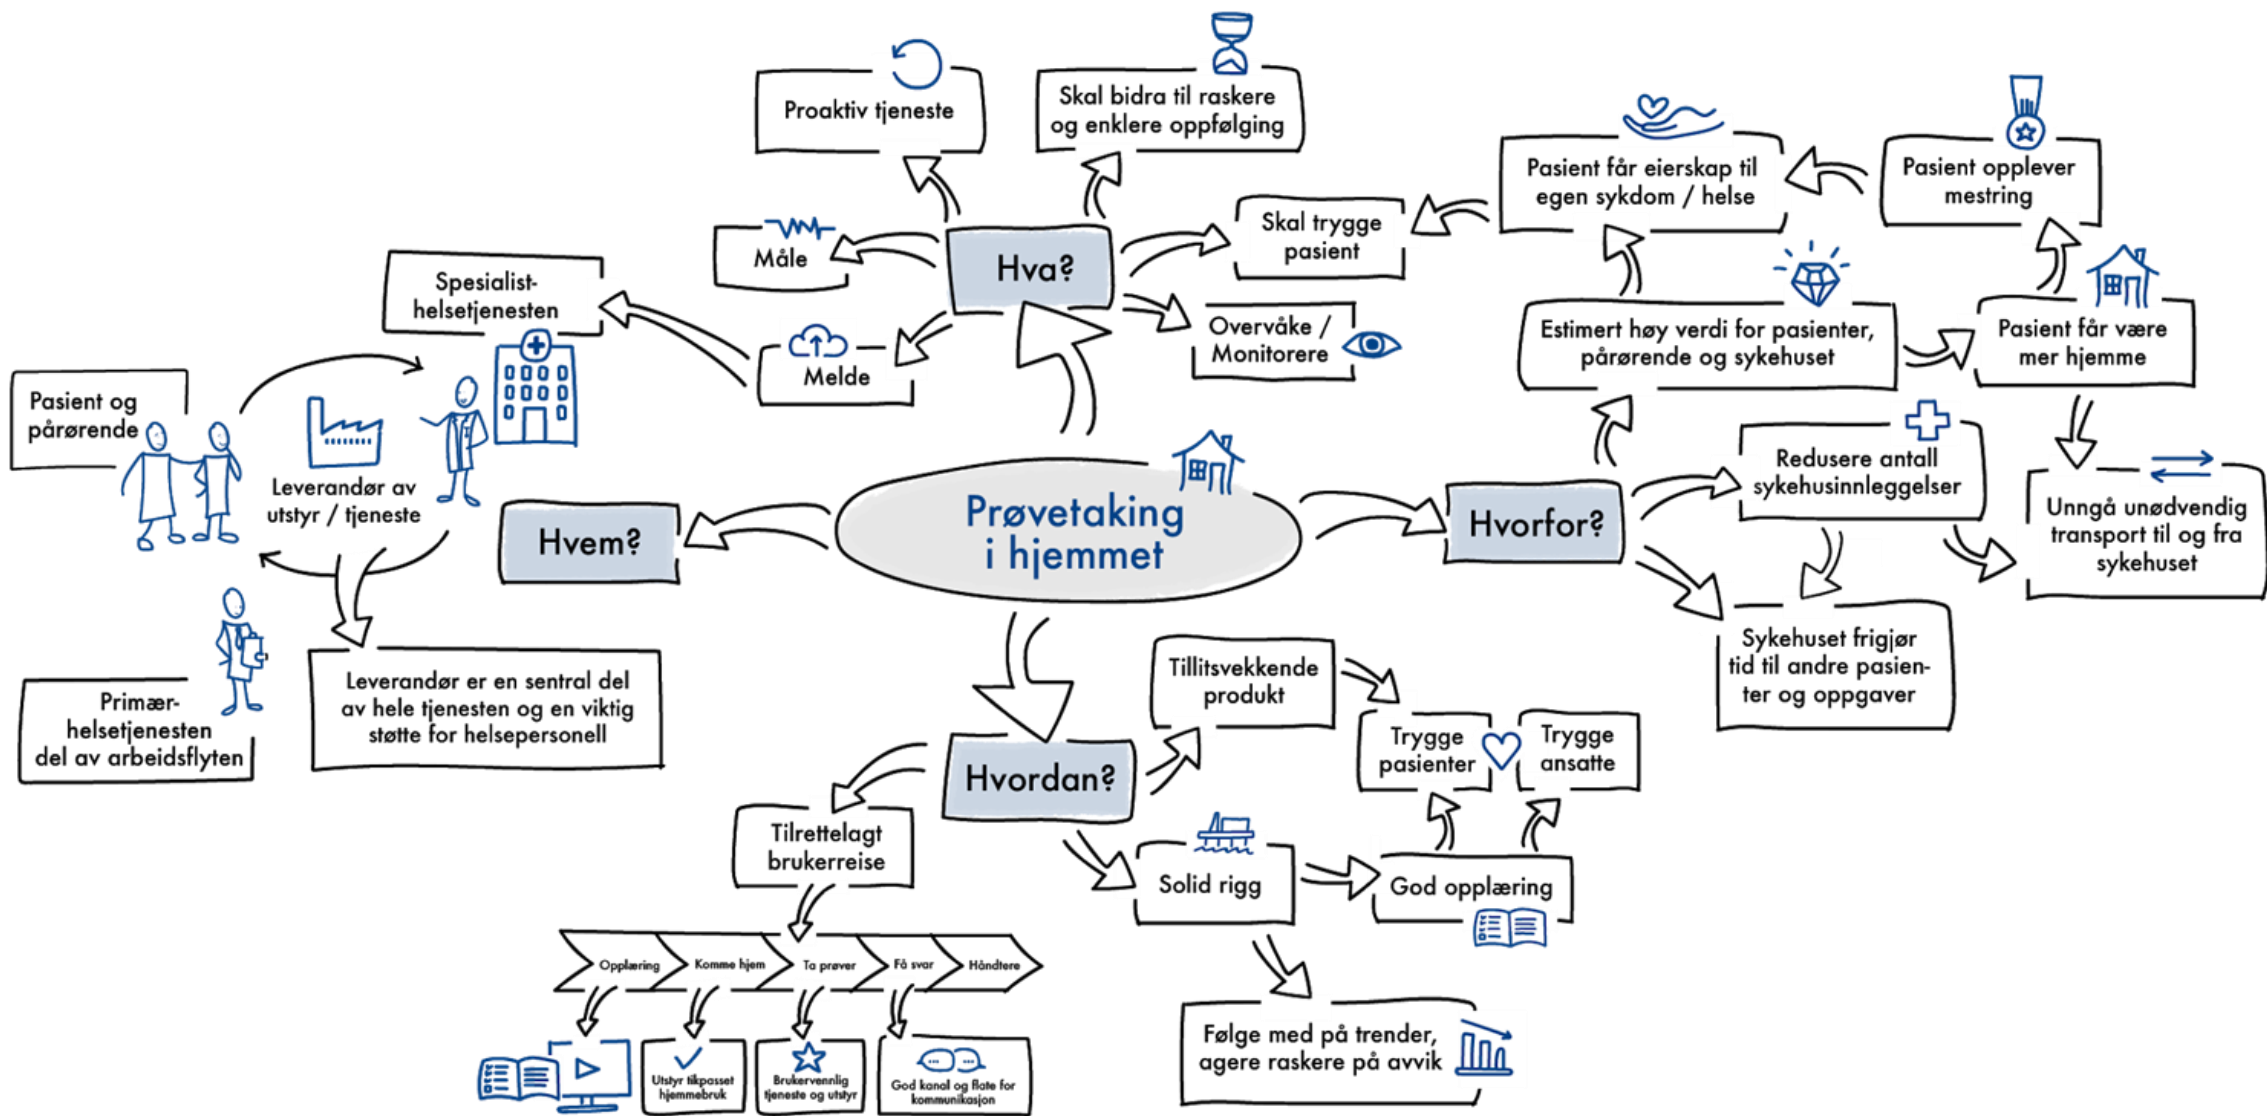 Proaktiv tjeneste
Skal bidra til raskere
og enklere oppfølging
Pasient får eierskap til
egen sykdom / helse
Pasient opplever
mestring
Skal trygge
pasient
Måle
Hva?
Spesialist-
helsetjenesten
Overvåke /
Monitorere
Melde
Estimert høy verdi for pasienter,
pårørende og sykehuset
Pasient får være
mer hjemme
Pasient og
pårørende
Leverandør av
utstyr / tjeneste
Hvem?
Prøvetaking
i hjemmet
Hvorfor?
Redusere antall
sykehusinnleggelser
Unngå unødvendig
transport til og fra
sykehuset
Sykehuset frigjør
tid til andre pasien-
ter og oppgaver
Primær-
helsetjenesten
del av arbeidsflyten
Leverandør er en sentral del
av hele tjenesten og en viktig
støtte for helsepersonell
Hvordan?
Tillitsvekkende
produkt
Trygge
pasienter
Trygge
ansatte
Tilrettelagt
brukerreise
Solid rigg
God opplæring
Opplæring
Komme hjem
Ta prøver
Få svar
Håndtere
Utstyr tilkpasset
hjemmebruk
Brukervennlig
tjeneste og utstyr
God kanal og flate for
kommunikasjon
Følge med på trender,
agere raskere på avvik